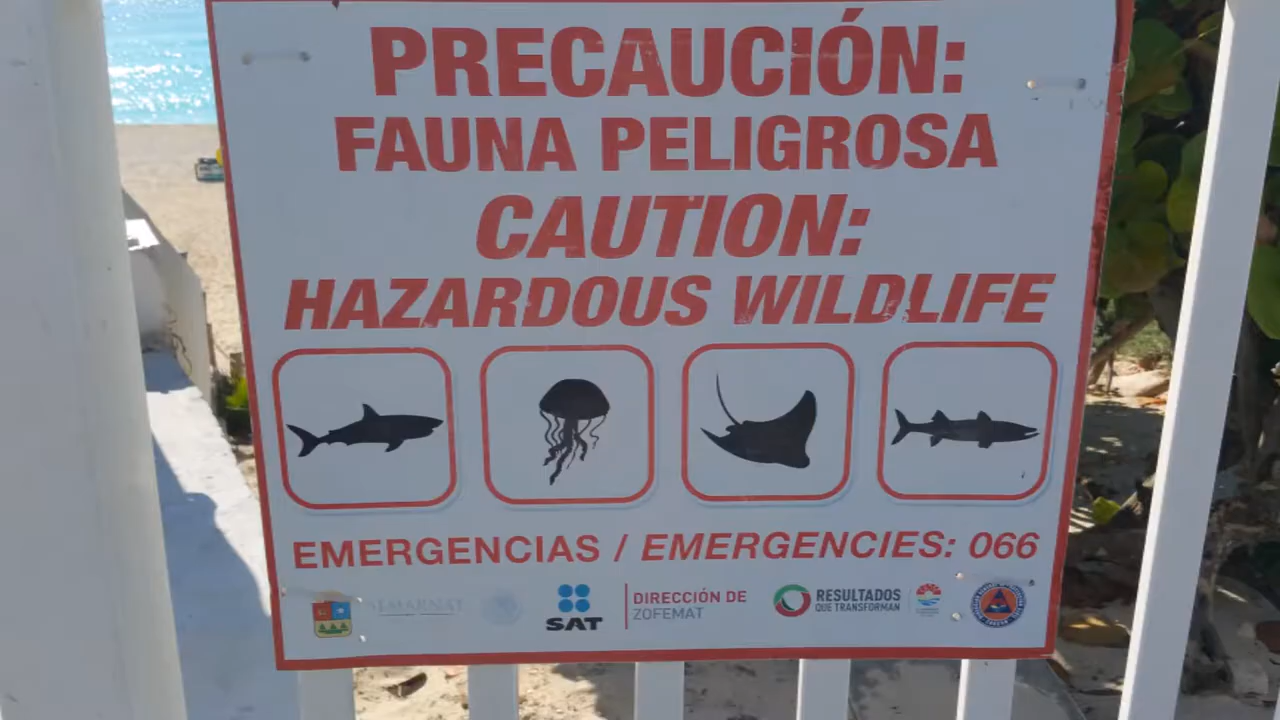 PRECAUCIÓN:
FAUNA PELIGROSA
CAUTION:
HAZARDOUS WILDLIFE
EMERGENCIAS / EMERGENCIES: 066
SEMARNAT
SAT
DIRECCIÓN DE
ZOFEMAT
RESULTADOS
QUE TRANSFORMAN